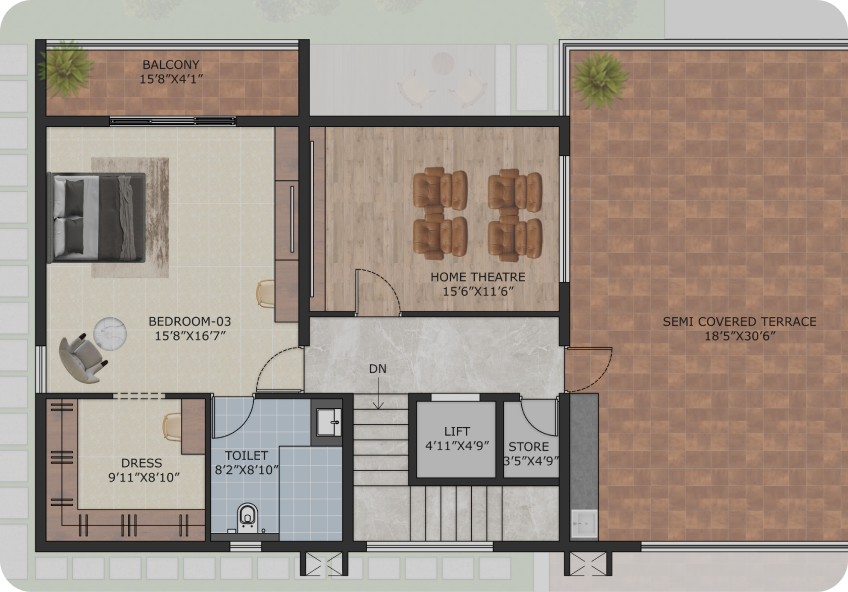 BALCONY
15'8"X4'1"
HOME THEATRE
15'6"X11'6"
BEDROOM-03
15'8"X16'7"
SEMI COVERED TERRACE
18'5"X30'6"
DN
LIFT
4'11"X4'9"
STORE
3'5"X4'9"
DRESS
9'11"X8'10"
TOILET
8'2"X8'10"